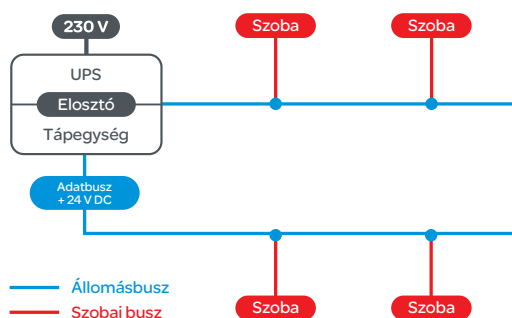 230 V
Szoba
Szoba
UPS
Elosztó
Tápegység
Adatbusz
+ 24 V DC
Állomásbusz
Szobai busz
Szoba
Szoba